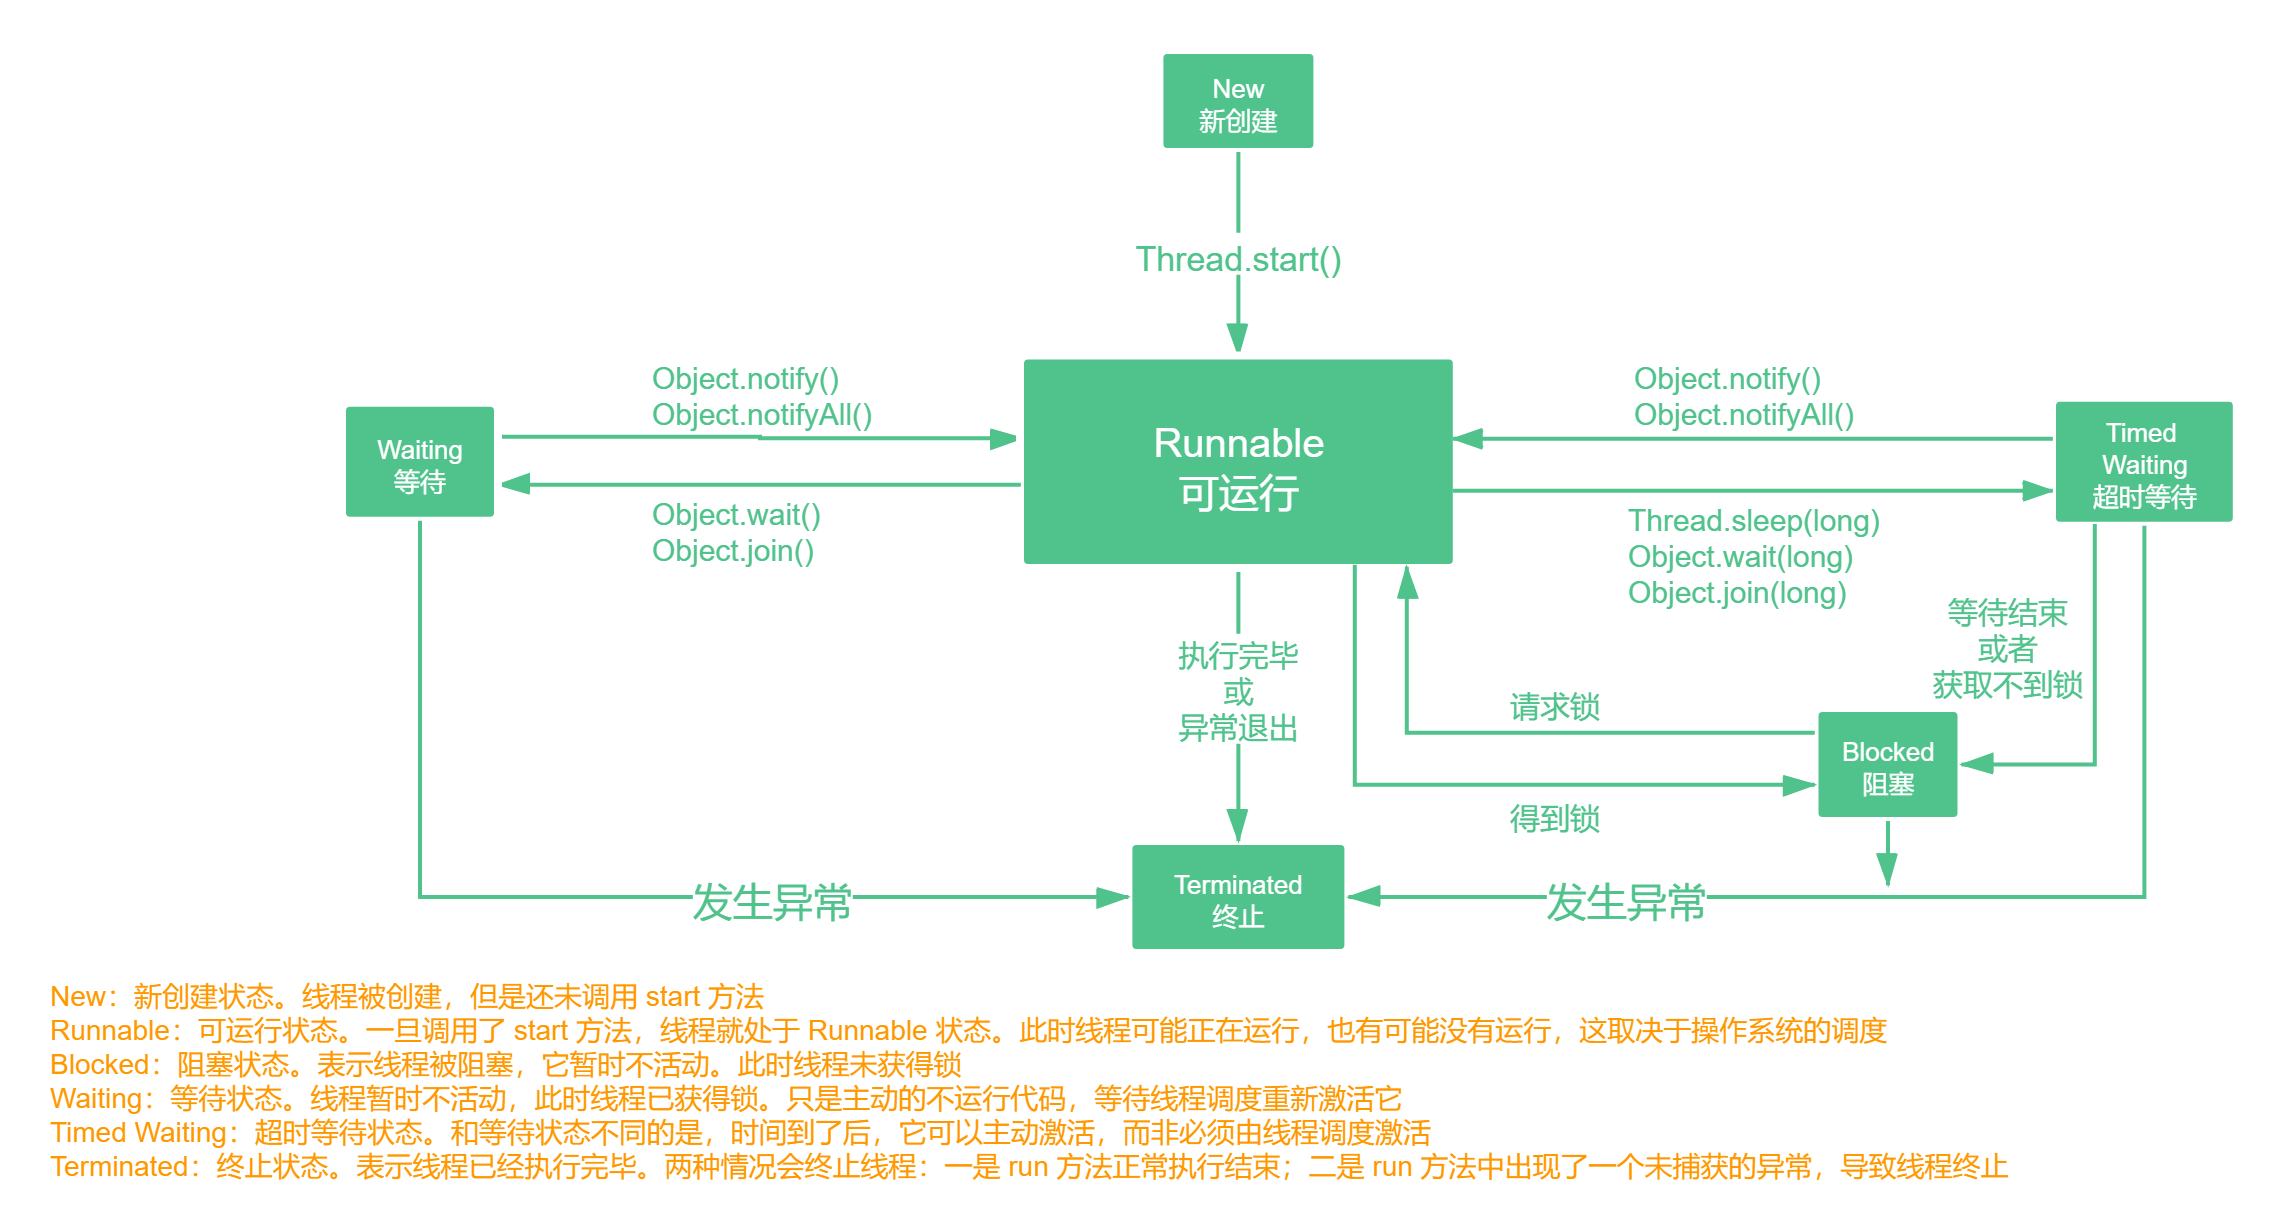 New
新创建
Thread.start()
Object.notify()
Object.notifyAll()
Object.notify()
Object.notifyAll()
Waiting
等待
Runnable
可运行
Timed
Waiting
超时等待
Object.wait()
Object.join()
Thread.sleep(long)
Object.wait(long)
Object.join(long)
等待结束
或者
获取不到锁
执行完毕
或
异常退出
请求锁
Blocked
阻塞
得到锁
发生异常
Terminated
终止
发生异常
New：新创建状态。线程被创建，但是还未调用 start 方法
Runnable：可运行状态。一旦调用了 start 方法，线程就处于 Runnable 状态。此时线程可能正在运行，也有可能没有运行，这取决于操作系统的调度
Blocked：阻塞状态。表示线程被阻塞，它暂时不活动。此时线程未获得锁
Waiting：等待状态。线程暂时不活动，此时线程已获得锁。只是主动的不运行代码，等待线程调度重新激活它
Timed Waiting：超时等待状态。和等待状态不同的是，时间到了后，它可以主动激活，而非必须由线程调度激活
Terminated：终止状态。表示线程已经执行完毕。两种情况会终止线程：一是 run 方法正常执行结束；二是 run 方法中出现了一个未捕获的异常，导致线程终止